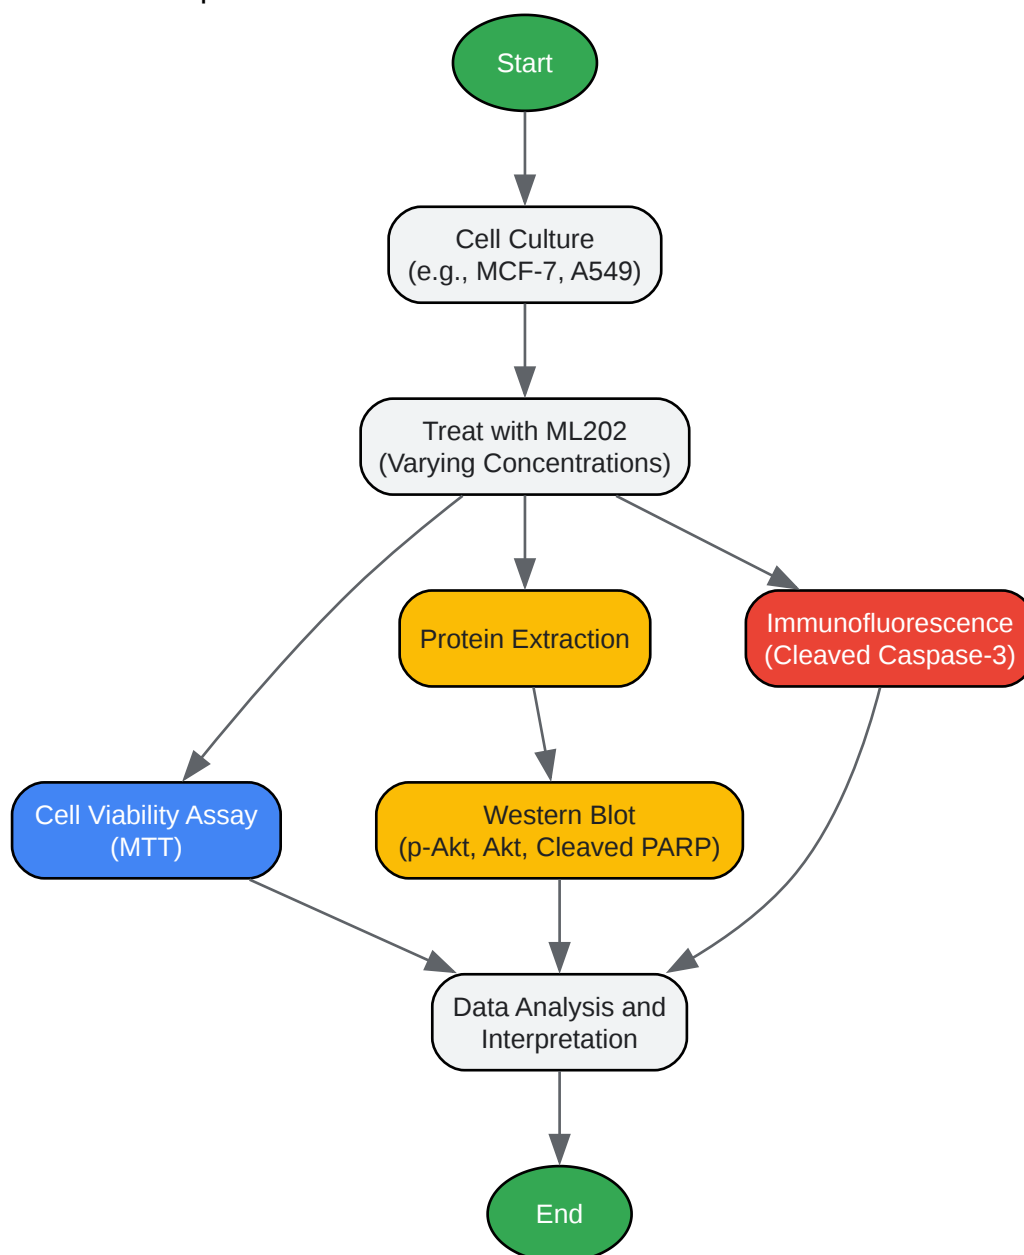 Start
Cell Culture
(e.g., MCF-7, A549)
Treat with ML202
(Varying Concentrations)
Protein Extraction
Immunofluorescence
(Cleaved Caspase-3)
Cell Viability Assay
(MTT)
Western Blot
(p-Akt, Akt, Cleaved PARP)
Data Analysis and
Interpretation
End